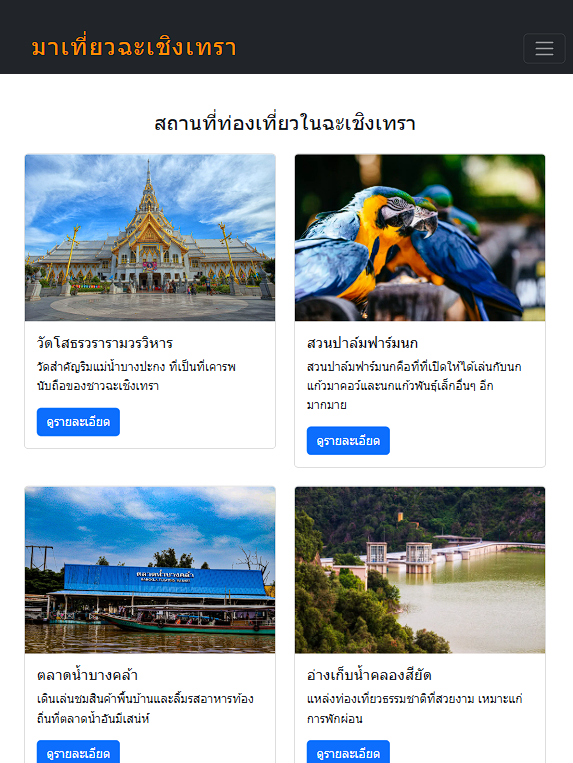 มาเที่ยวฉะเชิงเทรา
สถานที่ท่องเที่ยวในฉะเชิงเทรา
วัดโสธรวรารามวรวิหาร
วัดสำคัญริมแม่น้ำบางปะกง ที่เป็นที่เคารพ
นับถือของชาวฉะเชิงเทรา
ดูรายละเอียด
สวนปาล์มฟาร์มนก
สวนปาล์มฟาร์มนกคือที่ที่เปิดให้ได้เล่นกับนก
แก้วมาคอว์และนกแก้วพันธุ์เล็กอื่นๆ อีก
มากมาย
ดูรายละเอียด
ตลาดน้ำบางคล้า
ตลาดน้ำบางคล้า
เดินเล่นชมสินค้าพื้นบ้านและลิ้มรสอาหารท้อง
ถิ่นที่ตลาดน้ำอันมีเสน่ห์
ดูรายละเอียด
อ่างเก็บน้ำคลองสียัด
แหล่งท่องเที่ยวธรรมชาติที่สวยงาม เหมาะแก่
การพักผ่อน
ดูรายละเอียด